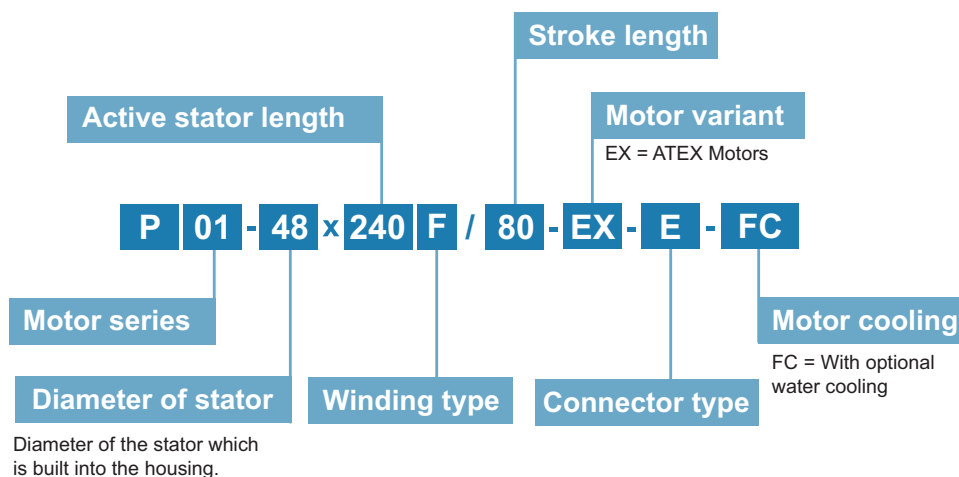 Stroke length
Active stator length
Motor variant
EX = ATEX Motors
P 01 - 48 x 240 F / 80 - EX - E - FC
Motor series
Motor cooling
FC = With optional
water cooling
Diameter of stator
Winding type
Connector type
Diameter of the stator which
is built into the housing.